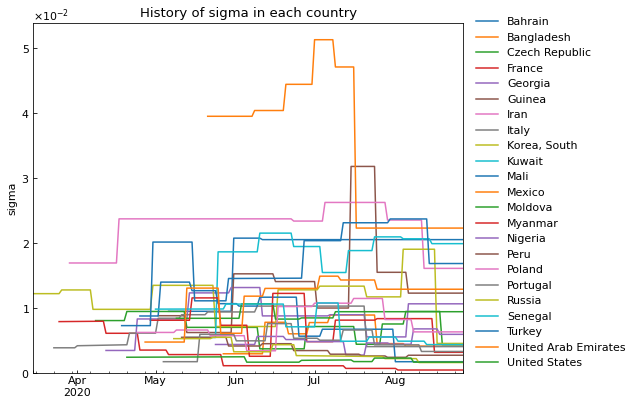 History of sigma in each country
×10⁻²
5
4
3
2
1
0
sigma
Apr
2020
May
Jun
Jul
Aug
Bahrain
Bangladesh
Czech Republic
France
Georgia
Guinea
Iran
Italy
Korea, South
Kuwait
Mali
Mexico
Moldova
Myanmar
Nigeria
Peru
Poland
Portugal
Russia
Senegal
Turkey
United Arab Emirates
United States